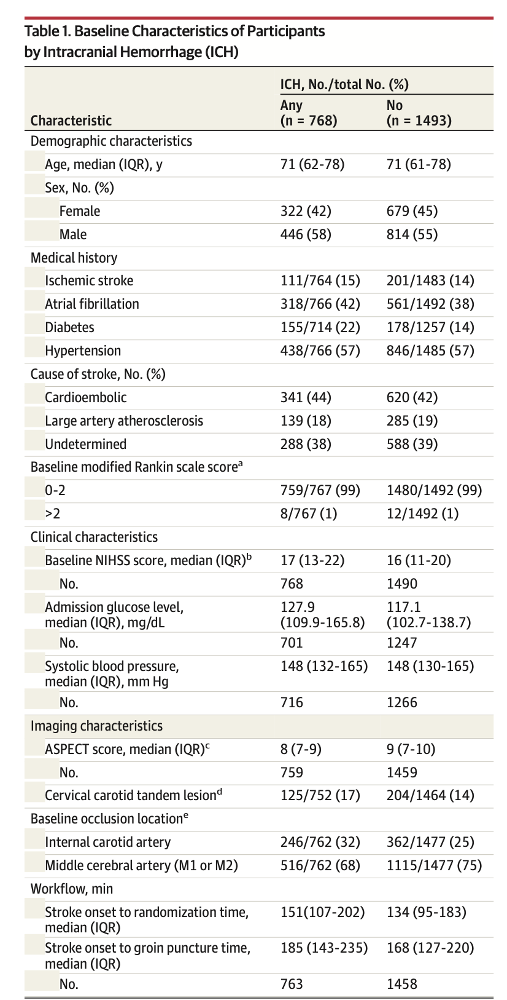 Table 1. Baseline Characteristics of Participants
by Intracranial Hemorrhage (ICH)
ICH, No./total No. (%)
Characteristic Any (n = 768) No (n = 1493)
Demographic characteristics
Age, median (IQR), y 71 (62-78) 71 (61-78)
Sex, No. (%)
Female 322 (42) 679 (45)
Male 446 (58) 814 (55)
Medical history
Ischemic stroke 111/764 (15) 201/1483 (14)
Atrial fibrillation 318/766 (42) 561/1492 (38)
Diabetes 155/714 (22) 178/1257 (14)
Hypertension 438/766 (57) 846/1485 (57)
Cause of stroke, No. (%)
Cardioembolic 341 (44) 620 (42)
Large artery atherosclerosis 139 (18) 285 (19)
Undetermined 288 (38) 588 (39)
Baseline modified Rankin scale scoreᵃ
0-2 759/767 (99) 1480/1492 (99)
>2 8/767 (1) 12/1492 (1)
Clinical characteristics
Baseline NIHSS score, median (IQR)ᵇ 17 (13-22) 16 (11-20)
No. 768 1490
Admission glucose level, 127.9 117.1
median (IQR), mg/dL (109.9-165.8) (102.7-138.7)
No. 701 1247
Systolic blood pressure, 148 (132-165) 148 (130-165)
median (IQR), mm Hg
No. 716 1266
Imaging characteristics
ASPECT score, median (IQR)ᶜ 8 (7-9) 9 (7-10)
No. 759 1459
Cervical carotid tandem lesionᵈ 125/752 (17) 204/1464 (14)
Baseline occlusion locationᵉ
Internal carotid artery 246/762 (32) 362/1477 (25)
Middle cerebral artery (M1 or M2) 516/762 (68) 1115/1477 (75)
Workflow, min
Stroke onset to randomization time, 151(107-202) 134 (95-183)
median (IQR)
Stroke onset to groin puncture time, 185 (143-235) 168 (127-220)
median (IQR)
No. 763 1458